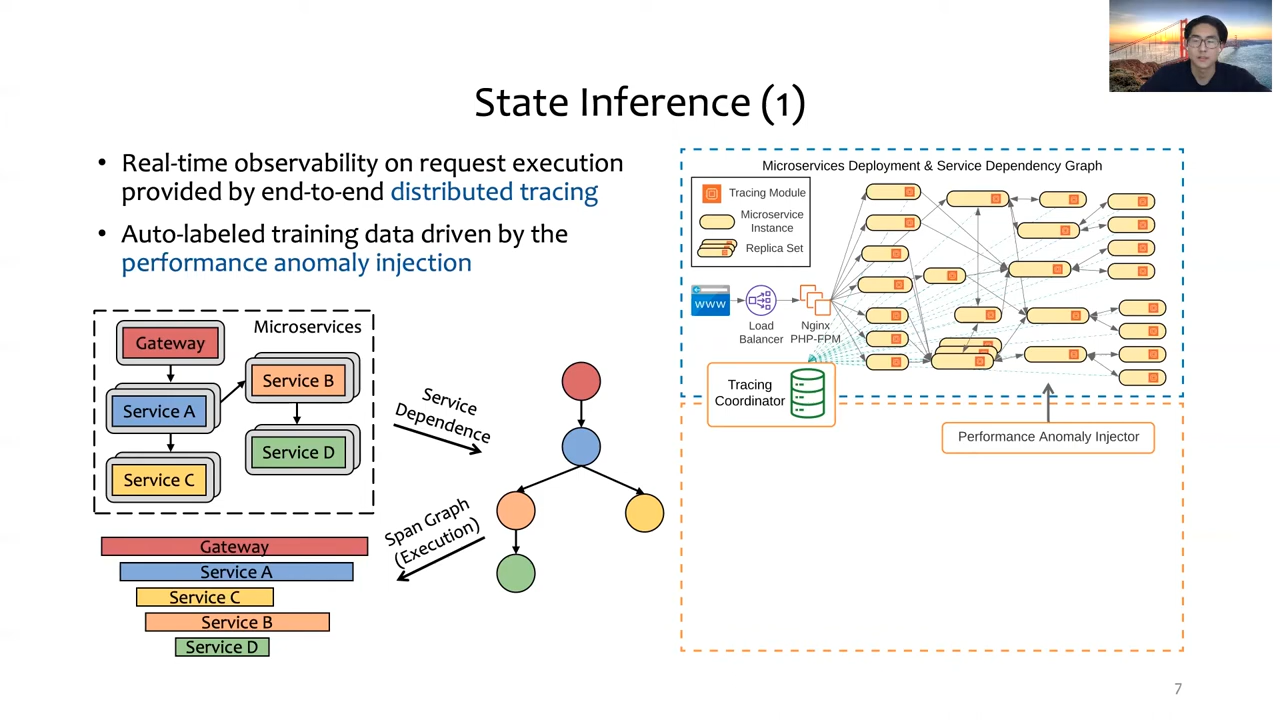 State Inference (1)
• Real-time observability on request execution
provided by end-to-end distributed tracing
• Auto-labeled training data driven by the
performance anomaly injection
Microservices
Gateway
Service A
Service B
Service C
Service D
Service
Dependence
Span Graph
(Execution)
Gateway
Service A
Service C
Service B
Service D
Microservices Deployment & Service Dependency Graph
Tracing Module
Microservice
Instance
Replica Set
www
Load
Balancer
Nginx
PHP-FPM
Tracing
Coordinator
Performance Anomaly Injector
7